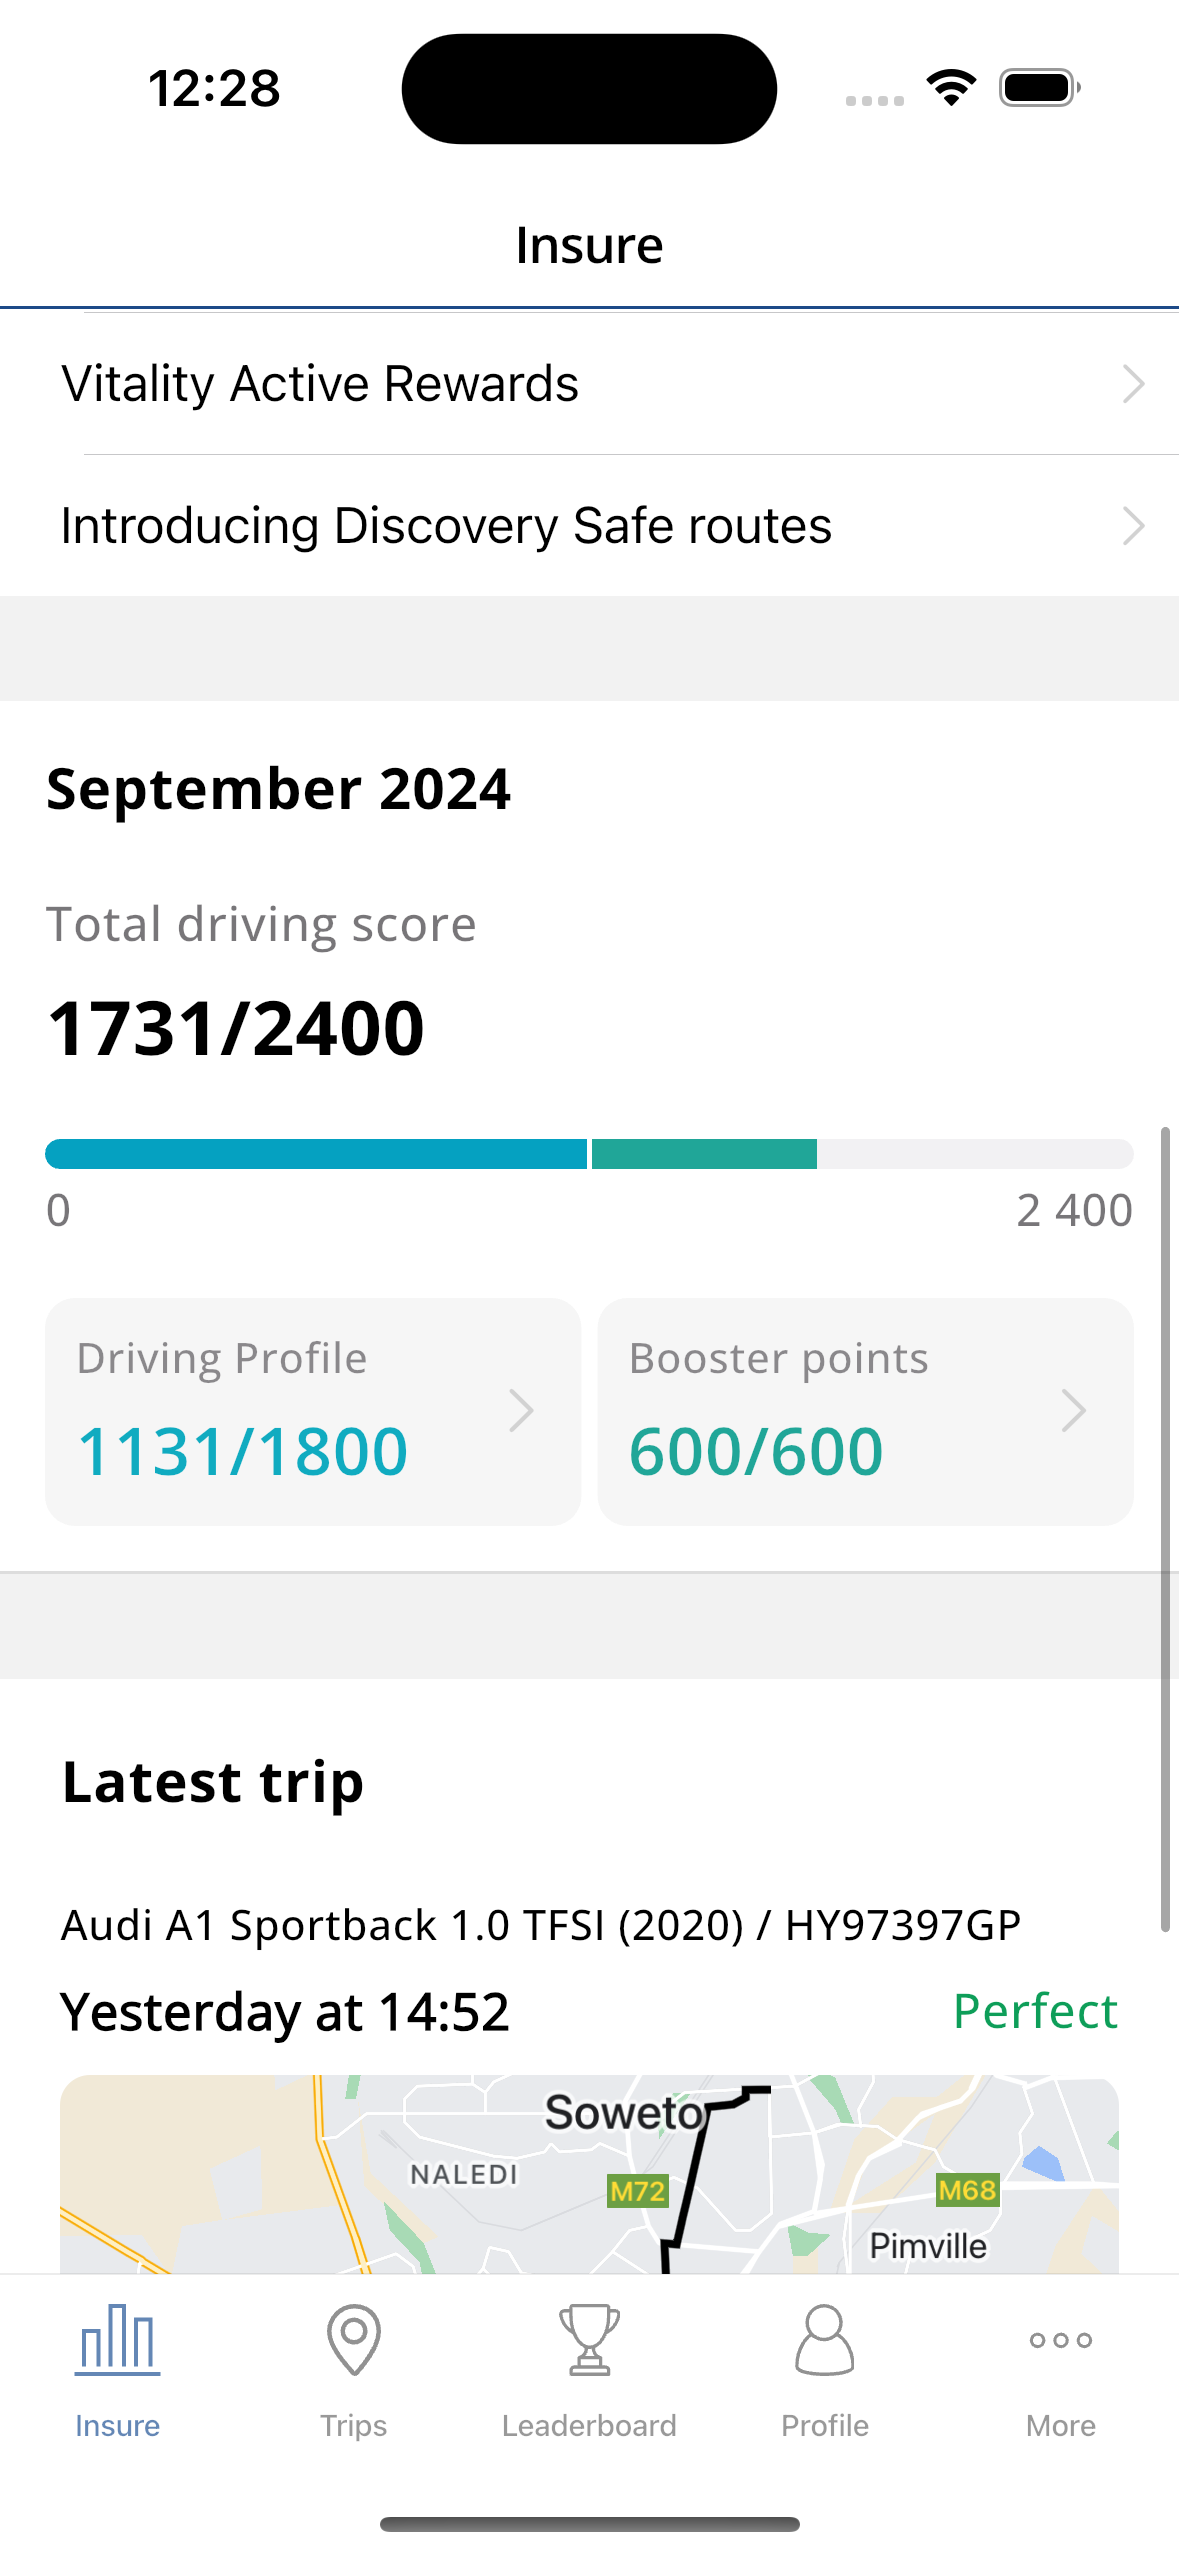 12:28
Insure
Vitality Active Rewards
Introducing Discovery Safe routes
September 2024
Total driving score
1731/2400
0
2 400
Driving Profile
1131/1800
Booster points
600/600
Latest trip
Audi A1 Sportback 1.0 TFSI (2020) / HY97397GP
Yesterday at 14:52
Perfect
Soweto
NALEDI
M72
M68
Pimville
Insure
Trips
Leaderboard
Profile
More